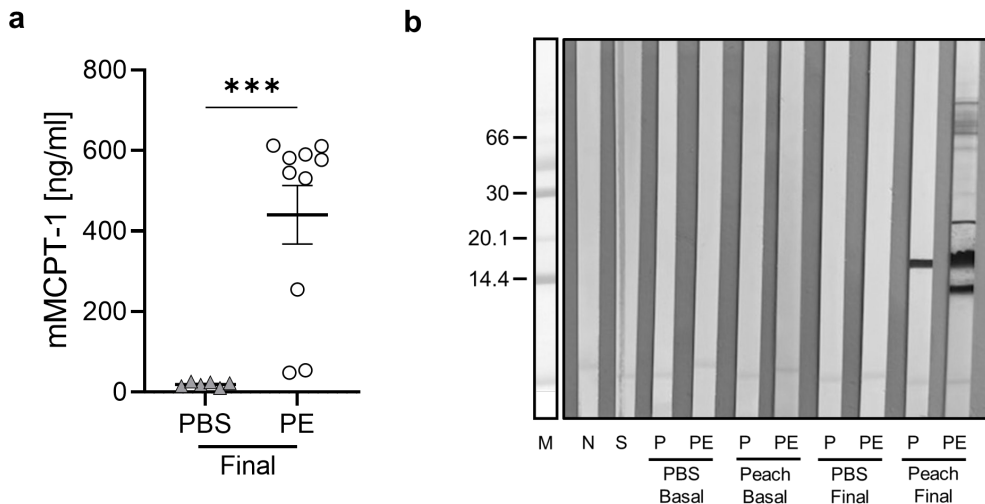 a
mMCPT-1 [ng/ml]
800
600
400
200
0
***
PBS PE
Final
b
66
30
20.1
14.4
M N S P PE P PE P PE P PE
PBS Peach PBS Peach
Basal Basal Final Final